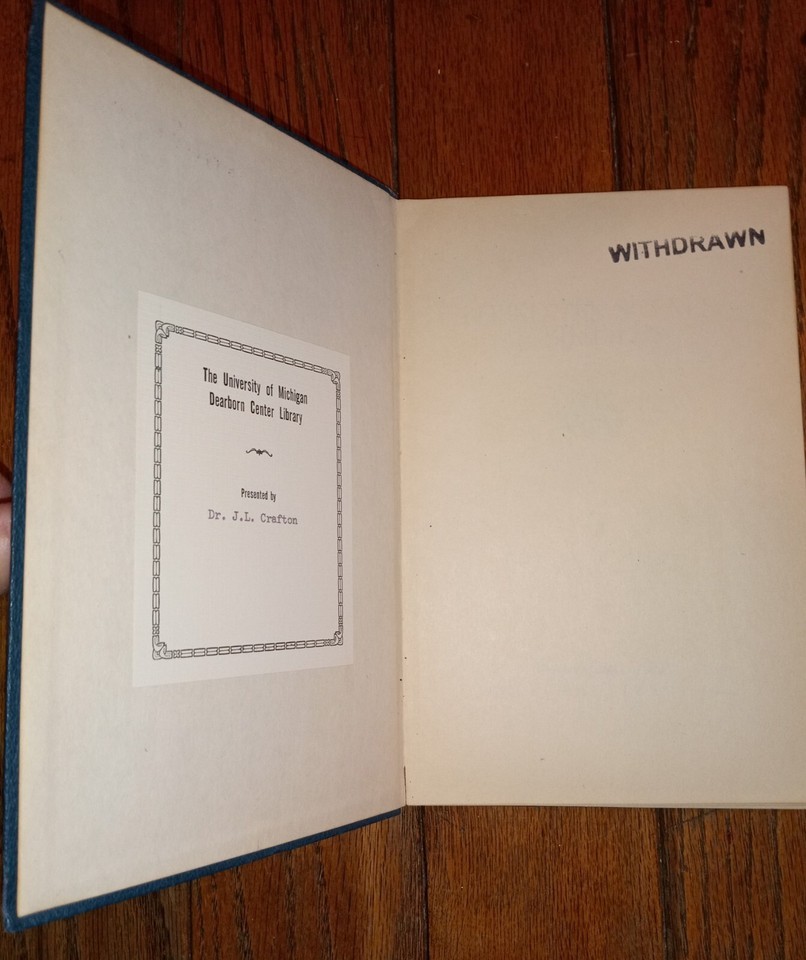 The University of Michigan
Dearborn Center Library
Presented by
Dr. J.L. Crafton
WITHDRAWN